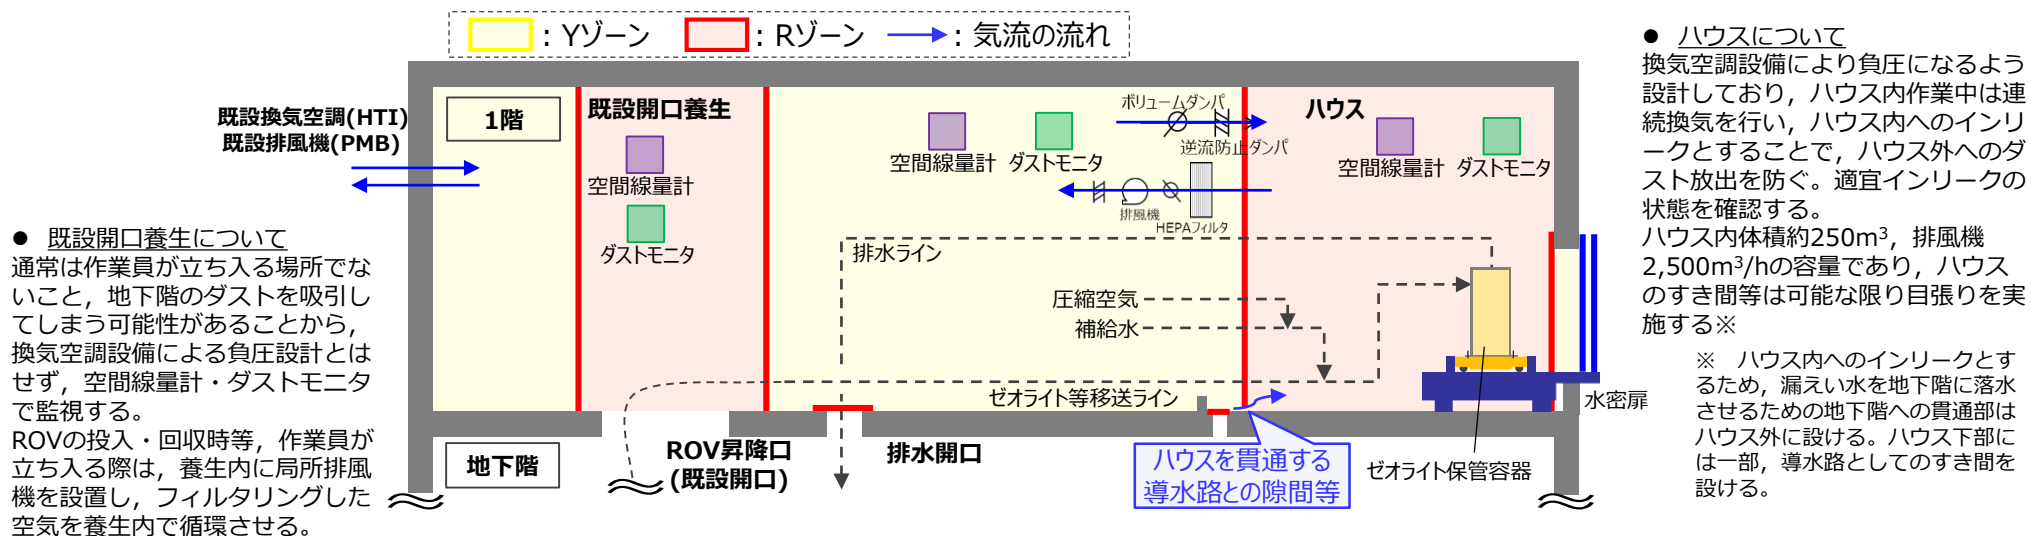 ：Yゾーン ：Rゾーン ：気流の流れ
既設換気空調(HTI)
既設排風機(PMB)
1階
既設開口養生
空間線量計
ダストモニタ
空間線量計 ダストモニタ
ボリュームダンパ
逆流防止ダンパ
排風機
HEPAフィルタ
ハウス
空間線量計 ダストモニタ
排水ライン
圧縮空気
補給水
ゼオライト等移送ライン
地下階
ROV昇降口
(既設開口)
排水開口
ハウスを貫通する
導水路との隙間等
ゼオライト保管容器
水密扉
● 既設開口養生について
通常は作業員が立ち入る場所でな
いこと，地下階のダストを吸引し
てしまう可能性があることから，
換気空調設備による負圧設計とは
せず，空間線量計・ダストモニタ
で監視する。
ROVの投入・回収時等，作業員が
立ち入る際は，養生内に局所排風
機を設置し，フィルタリングした
空気を養生内で循環させる。
● ハウスについて
換気空調設備により負圧になるよう
設計しており，ハウス内作業中は連
続換気を行い，ハウス内へのインリ
ークとすることで，ハウス外へのダ
スト放出を防ぐ。適宜インリークの
状態を確認する。
ハウス内体積約250m³，排風機
2,500m³/hの容量であり，ハウス
のすき間等は可能な限り目張りを実
施する※
※ ハウス内へのインリークとす
るため，漏えい水を地下階に落水
させるための地下階への貫通部は
ハウス外に設ける。ハウス下部に
は一部，導水路としてのすき間を
設ける。